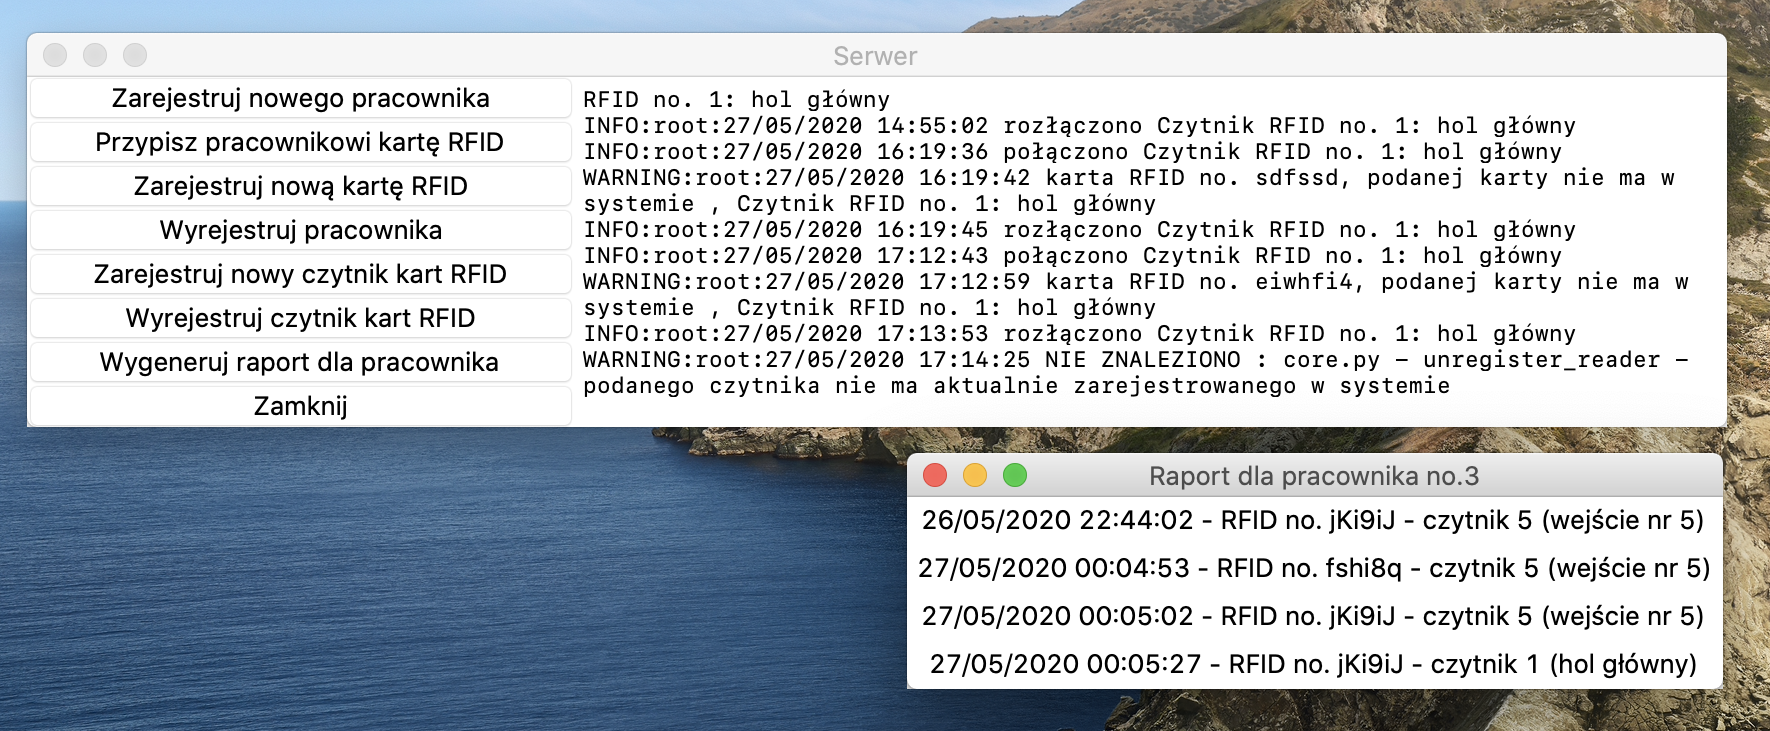 Serwer
Zarejestruj nowego pracownika
Przypisz pracownikowi kartę RFID
Zarejestruj nową kartę RFID
Wyrejestruj pracownika
Zarejestruj nowy czytnik kart RFID
Wyrejestruj czytnik kart RFID
Wygeneruj raport dla pracownika
Zamknij
RFID no. 1: hol główny
INFO:root:27/05/2020 14:55:02 rozłączono Czytnik RFID no. 1: hol główny
INFO:root:27/05/2020 16:19:36 połączono Czytnik RFID no. 1: hol główny
WARNING:root:27/05/2020 16:19:42 karta RFID no. sdfssd, podanej karty nie ma w
systemie , Czytnik RFID no. 1: hol główny
INFO:root:27/05/2020 16:19:45 rozłączono Czytnik RFID no. 1: hol główny
INFO:root:27/05/2020 17:12:43 połączono Czytnik RFID no. 1: hol główny
WARNING:root:27/05/2020 17:12:59 karta RFID no. eiwhfi4, podanej karty nie ma w
systemie , Czytnik RFID no. 1: hol główny
INFO:root:27/05/2020 17:13:53 rozłączono Czytnik RFID no. 1: hol główny
WARNING:root:27/05/2020 17:14:25 NIE ZNALEZIONO : core.py - unregister_reader -
podanego czytnika nie ma aktualnie zarejestrowanego w systemie
Raport dla pracownika no.3
26/05/2020 22:44:02 - RFID no. jKi9iJ - czytnik 5 (wejście nr 5)
27/05/2020 00:04:53 - RFID no. fshi8q - czytnik 5 (wejście nr 5)
27/05/2020 00:05:02 - RFID no. jKi9iJ - czytnik 5 (wejście nr 5)
27/05/2020 00:05:27 - RFID no. jKi9iJ - czytnik 1 (hol główny)